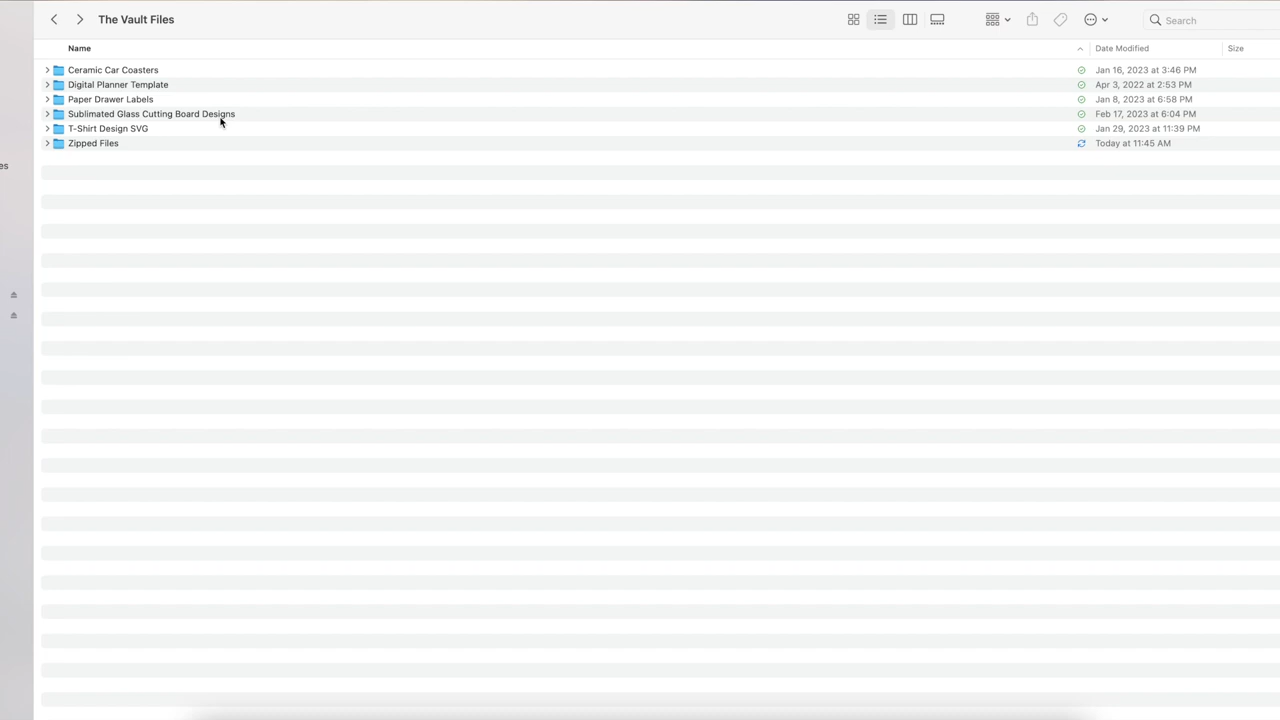 The Vault Files
Search
Name Date Modified Size
Ceramic Car Coasters Jan 16, 2023 at 3:46 PM
Digital Planner Template Apr 3, 2022 at 2:53 PM
Paper Drawer Labels Jan 8, 2023 at 6:58 PM
Sublimated Glass Cutting Board Designs Feb 17, 2023 at 6:04 PM
T-Shirt Design SVG Jan 29, 2023 at 11:39 PM
Zipped Files Today at 11:45 AM
es